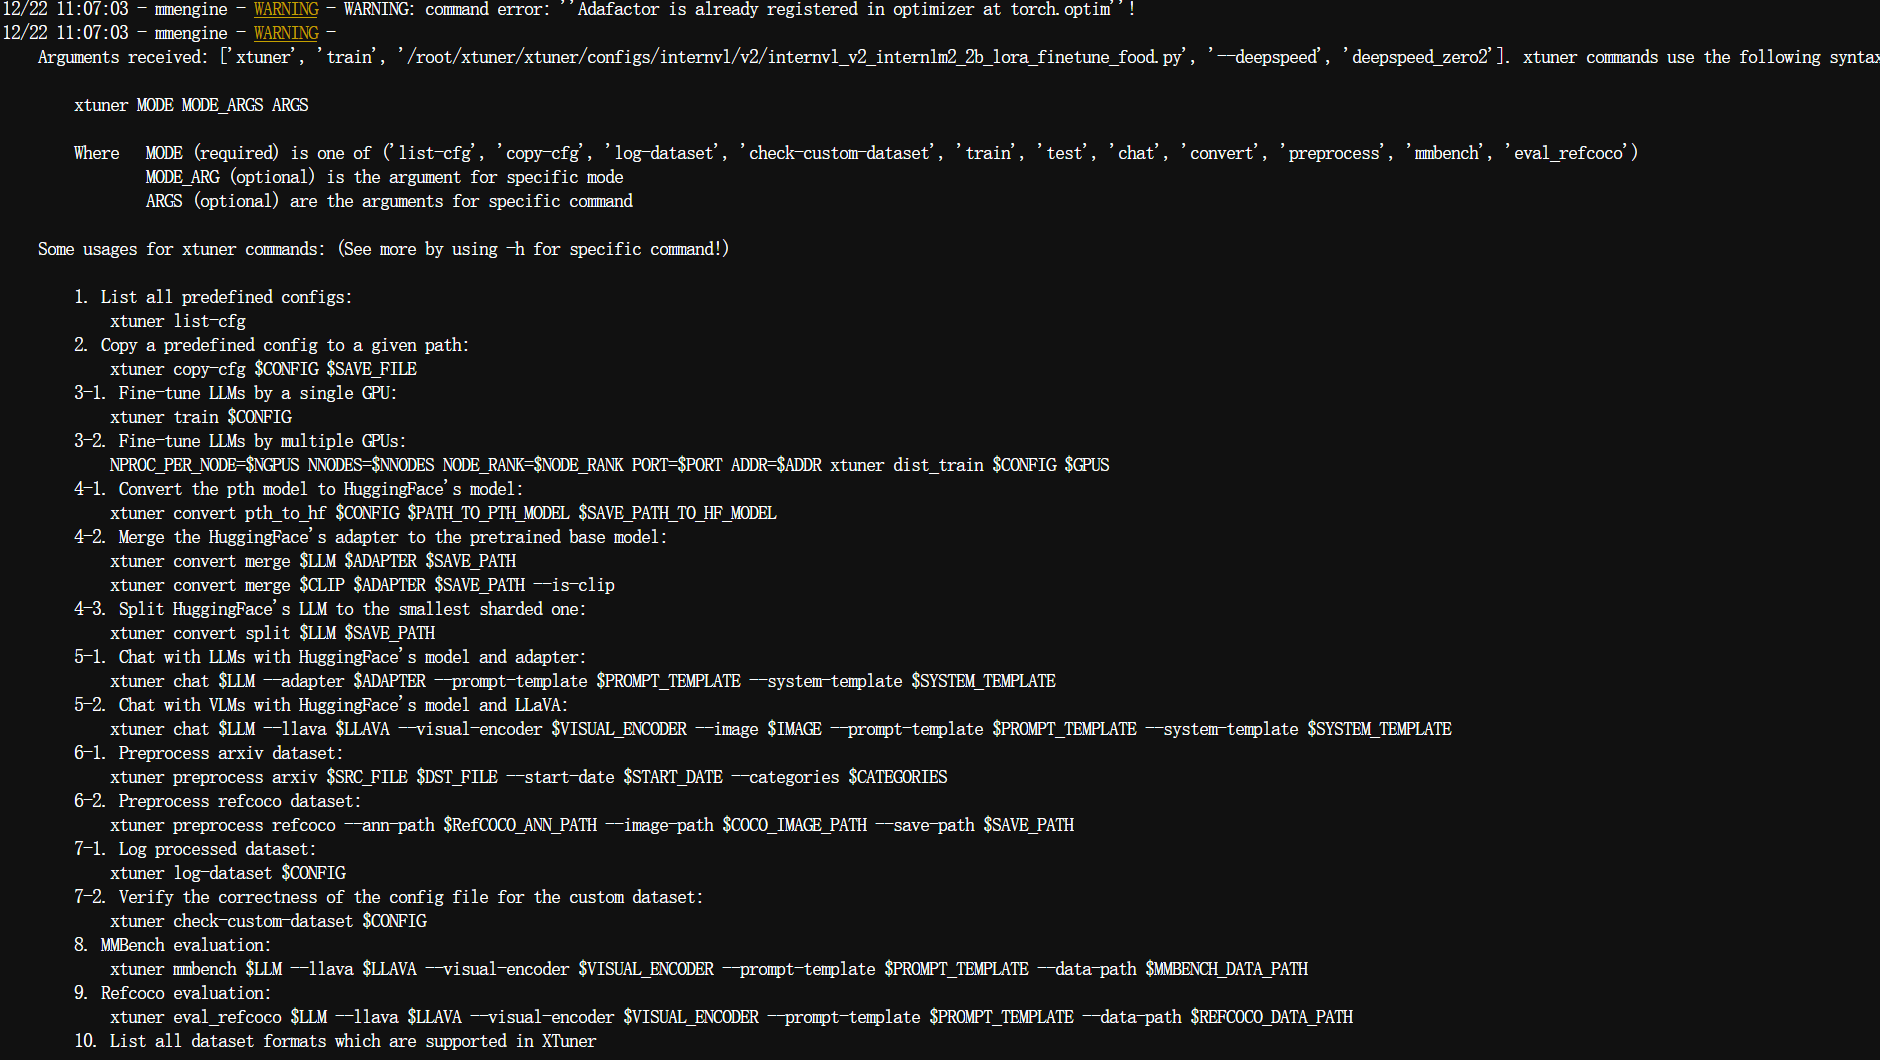 12/22 11:07:03 - mmengine - WARNING - WARNING: command error: ''Adafactor is already registered in optimizer at torch.optim''!
12/22 11:07:03 - mmengine - WARNING -
Arguments received: ['xtuner', 'train', '/root/xtuner/xtuner/configs/internvl/v2/internvl_v2_internlm2_2b_lora_finetune_food.py', '--deepspeed', 'deepspeed_zero2']. xtuner commands use the following syntax
xtuner MODE MODE_ARGS ARGS
Where MODE (required) is one of ('list-cfg', 'copy-cfg', 'log-dataset', 'check-custom-dataset', 'train', 'test', 'chat', 'convert', 'preprocess', 'mmbench', 'eval_refcoco')
MODE_ARG (optional) is the argument for specific mode
ARGS (optional) are the arguments for specific command
Some usages for xtuner commands: (See more by using -h for specific command!)
1. List all predefined configs:
xtuner list-cfg
2. Copy a predefined config to a given path:
xtuner copy-cfg $CONFIG $SAVE_FILE
3-1. Fine-tune LLMs by a single GPU:
xtuner train $CONFIG
3-2. Fine-tune LLMs by multiple GPUs:
NPROC_PER_NODE=$NGPUS NNODES=$NNODES NODE_RANK=$NODE_RANK PORT=$PORT ADDR=$ADDR xtuner dist_train $CONFIG $GPUS
4-1. Convert the pth model to HuggingFace's model:
xtuner convert pth_to_hf $CONFIG $PATH_TO_PTH_MODEL $SAVE_PATH_TO_HF_MODEL
4-2. Merge the HuggingFace's adapter to the pretrained base model:
xtuner convert merge $LLM $ADAPTER $SAVE_PATH
xtuner convert merge $CLIP $ADAPTER $SAVE_PATH --is-clip
4-3. Split HuggingFace's LLM to the smallest sharded one:
xtuner convert split $LLM $SAVE_PATH
5-1. Chat with LLMs with HuggingFace's model and adapter:
xtuner chat $LLM --adapter $ADAPTER --prompt-template $PROMPT_TEMPLATE --system-template $SYSTEM_TEMPLATE
5-2. Chat with VLMs with HuggingFace's model and LLaVA:
xtuner chat $LLM --llava $LLAVA --visual-encoder $VISUAL_ENCODER --image $IMAGE --prompt-template $PROMPT_TEMPLATE --system-template $SYSTEM_TEMPLATE
6-1. Preprocess arxiv dataset:
xtuner preprocess arxiv $SRC_FILE $DST_FILE --start-date $START_DATE --categories $CATEGORIES
6-2. Preprocess refcoco dataset:
xtuner preprocess refcoco --ann-path $RefCOCO_ANN_PATH --image-path $COCO_IMAGE_PATH --save-path $SAVE_PATH
7-1. Log processed dataset:
xtuner log-dataset $CONFIG
7-2. Verify the correctness of the config file for the custom dataset:
xtuner check-custom-dataset $CONFIG
8. MMBench evaluation:
xtuner mmbench $LLM --llava $LLAVA --visual-encoder $VISUAL_ENCODER --prompt-template $PROMPT_TEMPLATE --data-path $MMBENCH_DATA_PATH
9. Refcoco evaluation:
xtuner eval_refcoco $LLM --llava $LLAVA --visual-encoder $VISUAL_ENCODER --prompt-template $PROMPT_TEMPLATE --data-path $REFCOCO_DATA_PATH
10. List all dataset formats which are supported in XTuner